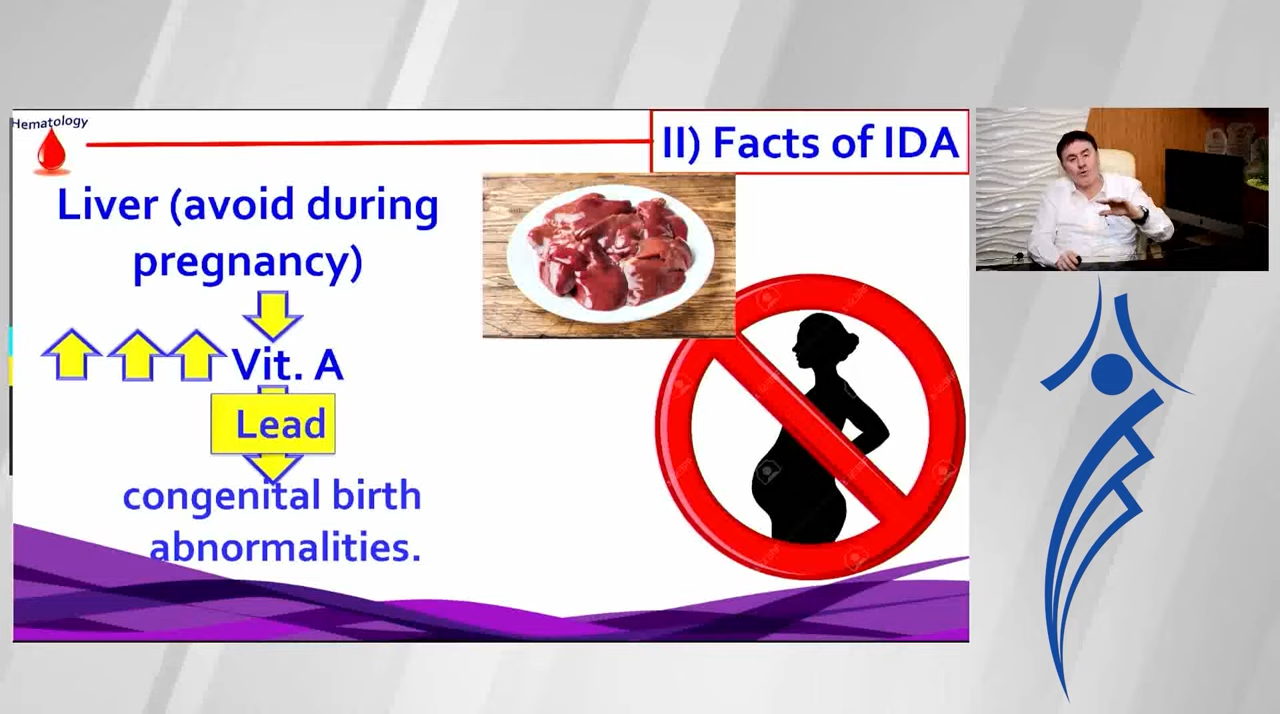 Hematology
II) Facts of IDA
Liver (avoid during
pregnancy)
Vit. A
Lead
congenital birth
abnormalities.